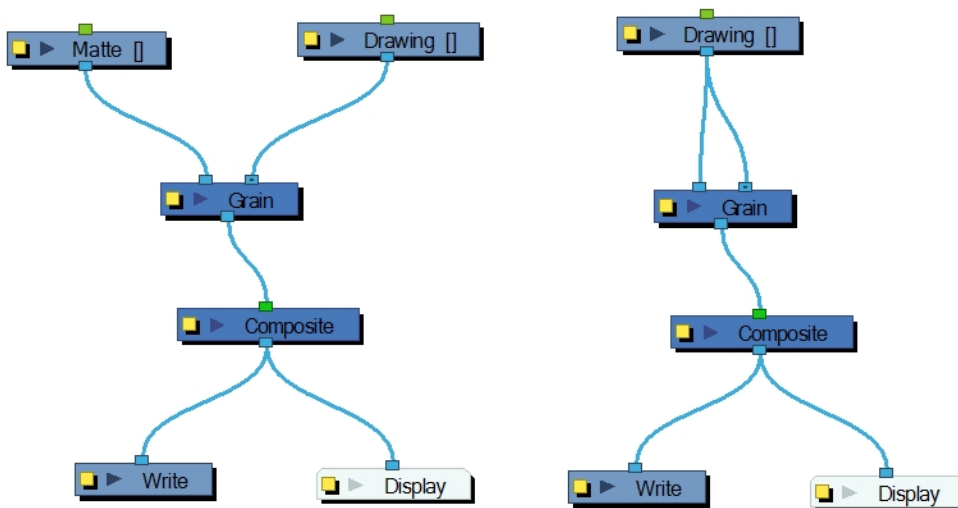 Matte []
Drawing []
Grain
Composite
Write
Display
Drawing []
Grain
Composite
Write
Display